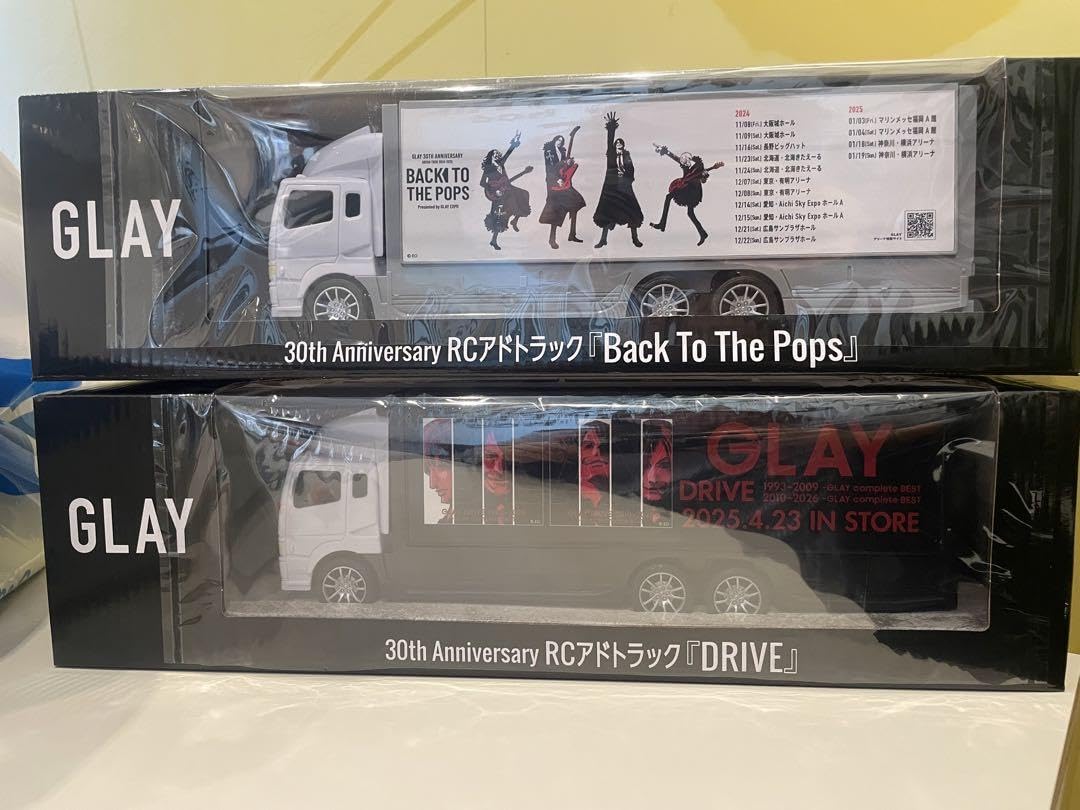 GLAY
GLAY 30TH ANNIVERSARY
BACK TO
THE POPS
Presented by GLAY EXPO
2024
11/08(Fri.) 大阪城ホール
11/09(Sat.) 大阪城ホール
11/16(Sat.) 長野ビッグハット
11/23(Sat.) 北海道・北海きたえーる
11/24(Sun.) 北海道・北海きたえーる
12/07(Sat.) 東京・有明アリーナ
12/08(Sun.) 東京・有明アリーナ
12/14(Sat.) 愛知・Aichi Sky Expo ホールA
12/15(Sun.) 愛知・Aichi Sky Expo ホールA
12/21(Sat.) 広島サンプラザホール
12/22(Sun.) 広島サンプラザホール
2025
01/03(Fri.) マリンメッセ福岡 A館
01/04(Sat.) マリンメッセ福岡 A館
01/18(Sat.) 神奈川・横浜アリーナ
01/19(Sun.) 神奈川・横浜アリーナ
GLAY
30th Anniversary RCアドトラック『Back To The Pops』
GLAY
GLAY
DRIVE 1993-2009 -GLAY complete BEST
2010-2026 -GLAY complete BEST
2025.4.23 IN STORE
30th Anniversary RCアドトラック『DRIVE』